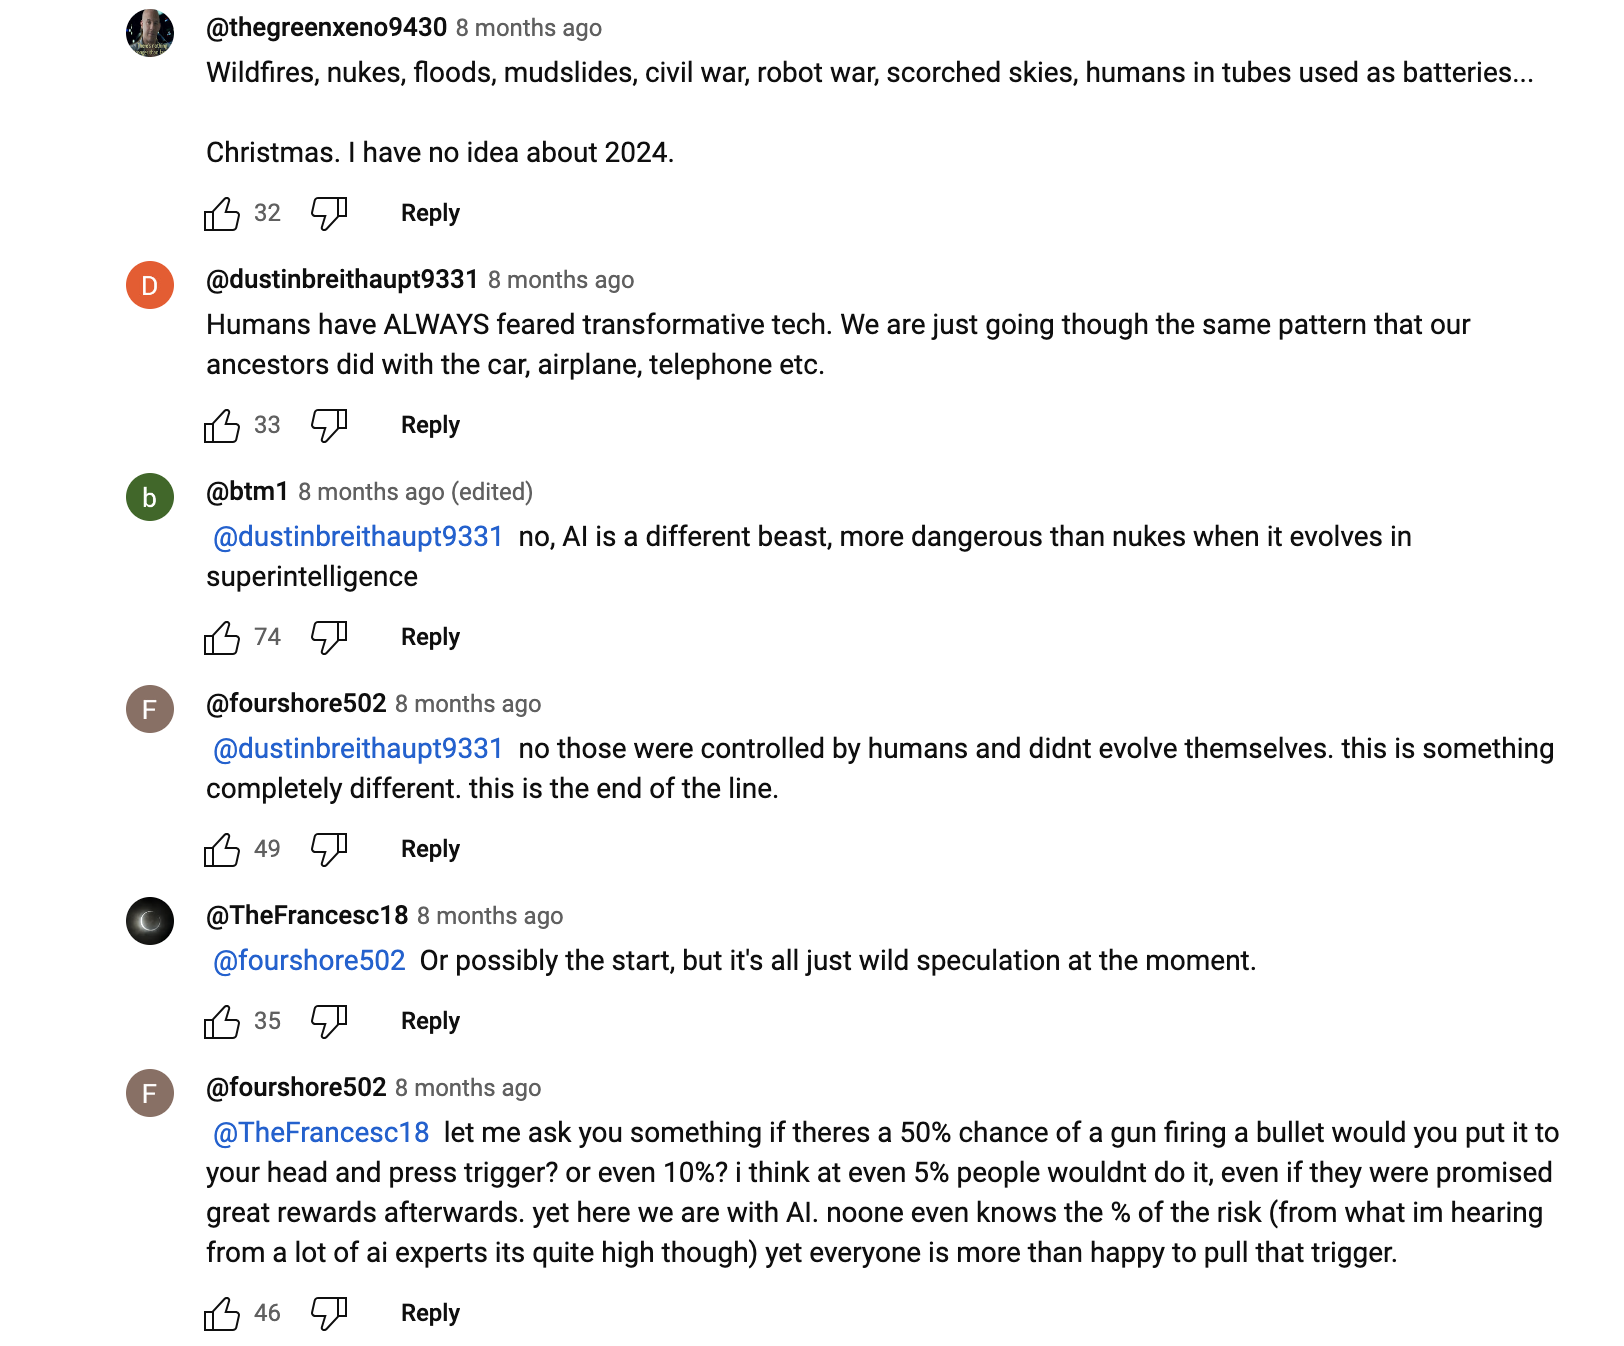 @thegreenxeno9430 8 months ago
Wildfires, nukes, floods, mudslides, civil war, robot war, scorched skies, humans in tubes used as batteries...
Christmas. I have no idea about 2024.
32 Reply
D
@dustinbreithaupt9331 8 months ago
Humans have ALWAYS feared transformative tech. We are just going though the same pattern that our
ancestors did with the car, airplane, telephone etc.
33 Reply
b
@btm1 8 months ago (edited)
@dustinbreithaupt9331 no, AI is a different beast, more dangerous than nukes when it evolves in
superintelligence
74 Reply
F
@fourshore502 8 months ago
@dustinbreithaupt9331 no those were controlled by humans and didnt evolve themselves. this is something
completely different. this is the end of the line.
49 Reply
@TheFrancesc18 8 months ago
@fourshore502 Or possibly the start, but it's all just wild speculation at the moment.
35 Reply
F
@fourshore502 8 months ago
@TheFrancesc18 let me ask you something if theres a 50% chance of a gun firing a bullet would you put it to
your head and press trigger? or even 10%? i think at even 5% people wouldnt do it, even if they were promised
great rewards afterwards. yet here we are with AI. noone even knows the % of the risk (from what im hearing
from a lot of ai experts its quite high though) yet everyone is more than happy to pull that trigger.
46 Reply